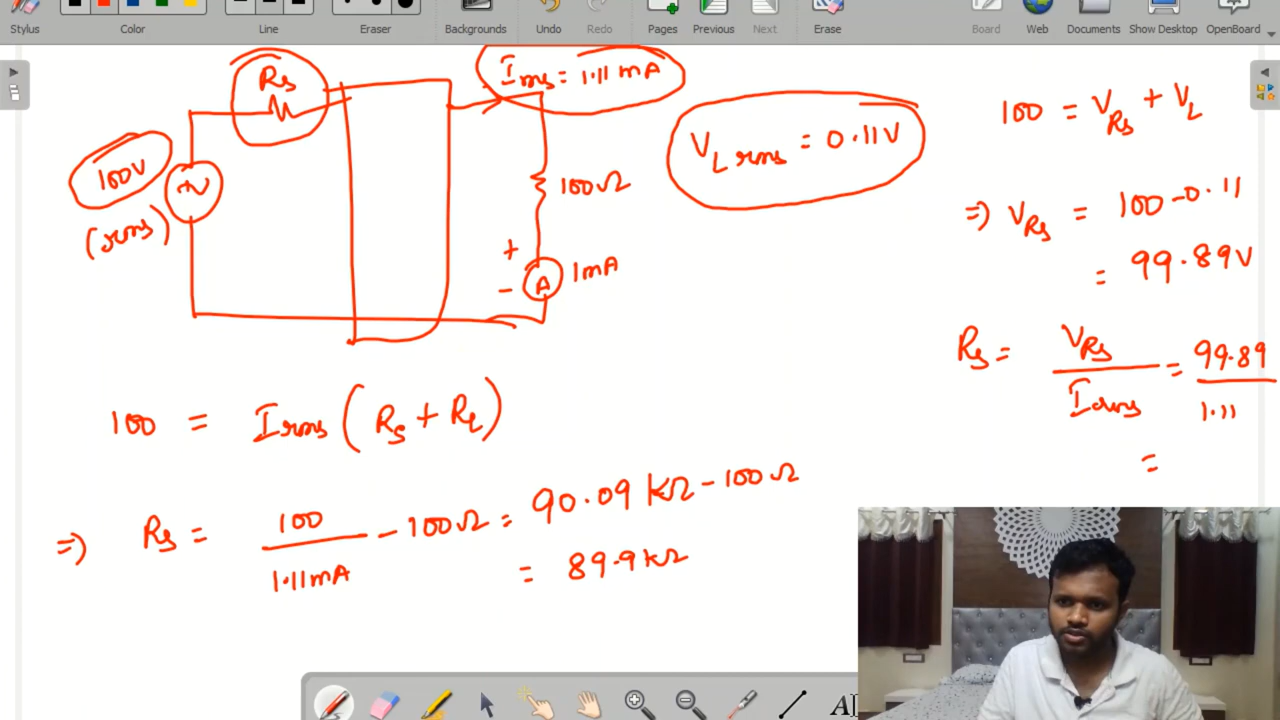 Stylus
Color
Line
Eraser
Backgrounds
Undo
Redo
Pages
Previous
Next
Erase
Board
Web
Documents
Show Desktop
OpenBoard
Rs
Irms = 1.11 mA
100V
(rms)
100Ω
+
- A 1mA
VL rms = 0.11V
100 = VRs + VL
=) VRs = 100 - 0.11
= 99.89V
Rs = VRs / Irms = 99.89 / 1.11
=
100 = Irms (Rs + RL)
=) Rs = 100 / 1.11mA - 100Ω = 90.09 KΩ - 100Ω
= 89.9 KΩ
AI